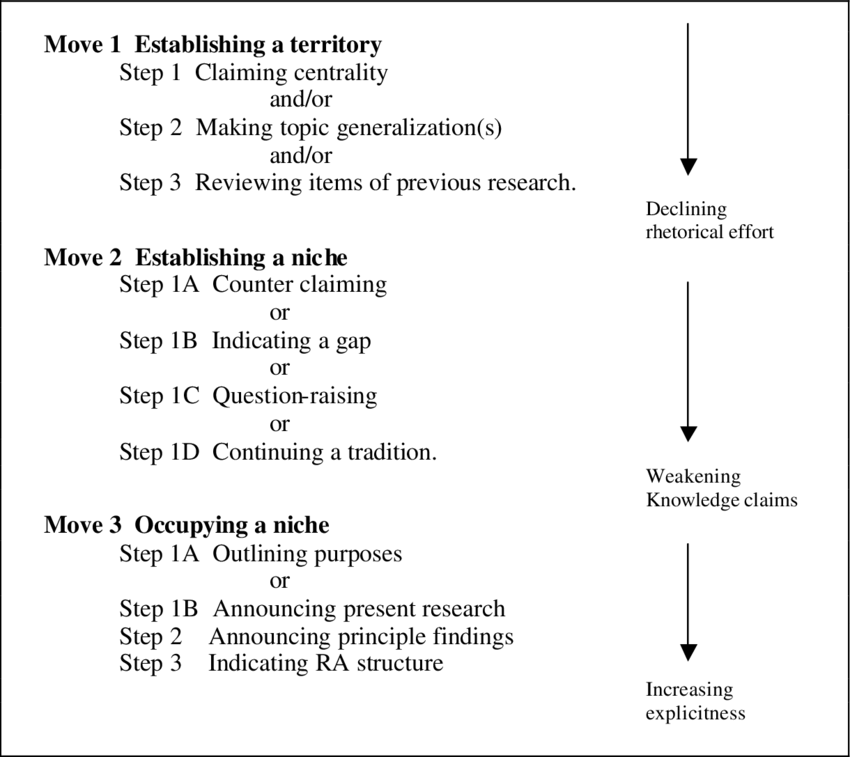 Move 1 Establishing a territory
Step 1 Claiming centrality
and/or
Step 2 Making topic generalization(s)
and/or
Step 3 Reviewing items of previous research.
Declining
rhetorical effort
Move 2 Establishing a niche
Step 1A Counter claiming
or
Step 1B Indicating a gap
or
Step 1C Question-raising
or
Step 1D Continuing a tradition.
Weakening
Knowledge claims
Move 3 Occupying a niche
Step 1A Outlining purposes
or
Step 1B Announcing present research
Step 2 Announcing principle findings
Step 3 Indicating RA structure
Increasing
explicitness